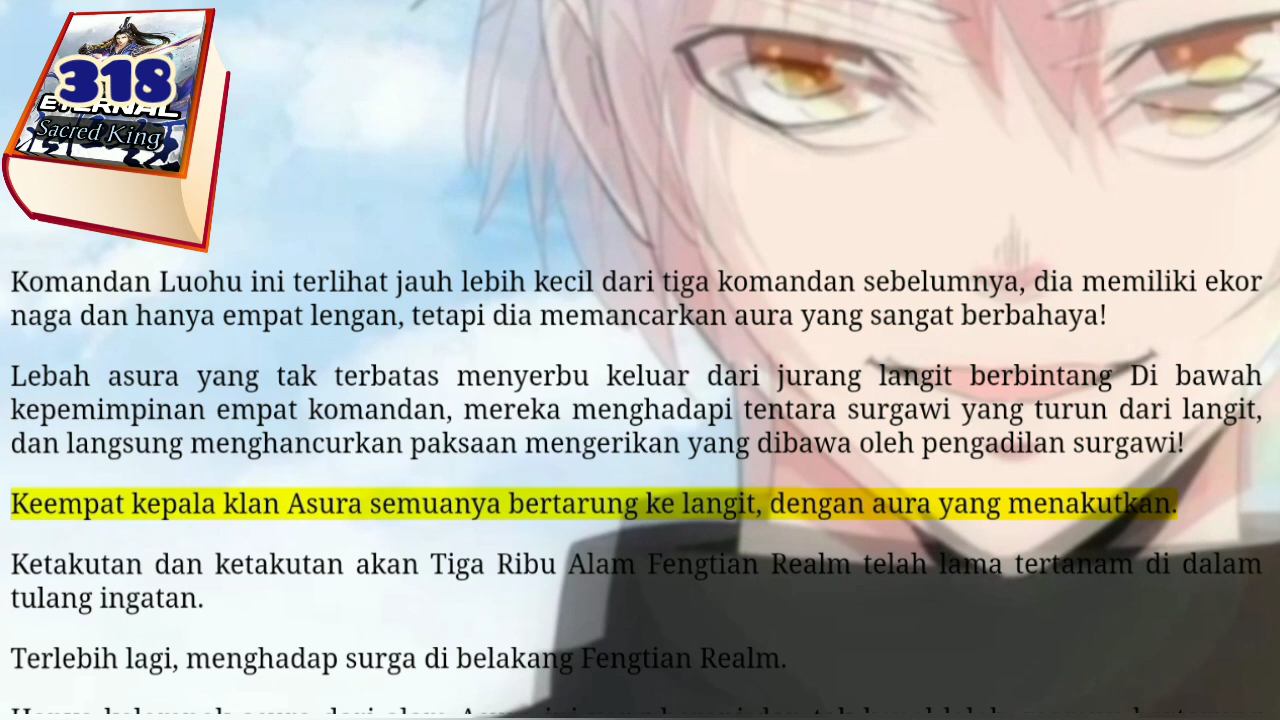 318
ETERNAL
Sacred King
Komandan Luohu ini terlihat jauh lebih kecil dari tiga komandan sebelumnya, dia memiliki ekor
naga dan hanya empat lengan, tetapi dia memancarkan aura yang sangat berbahaya!
Lebah asura yang tak terbatas menyerbu keluar dari jurang langit berbintang Di bawah
kepemimpinan empat komandan, mereka menghadapi tentara surgawi yang turun dari langit,
dan langsung menghancurkan paksaan mengerikan yang dibawa oleh pengadilan surgawi!
Keempat kepala klan Asura semuanya bertarung ke langit, dengan aura yang menakutkan.
Ketakutan dan ketakutan akan Tiga Ribu Alam Fengtian Realm telah lama tertanam di dalam
tulang ingatan.
Terlebih lagi, menghadap surga di belakang Fengtian Realm.